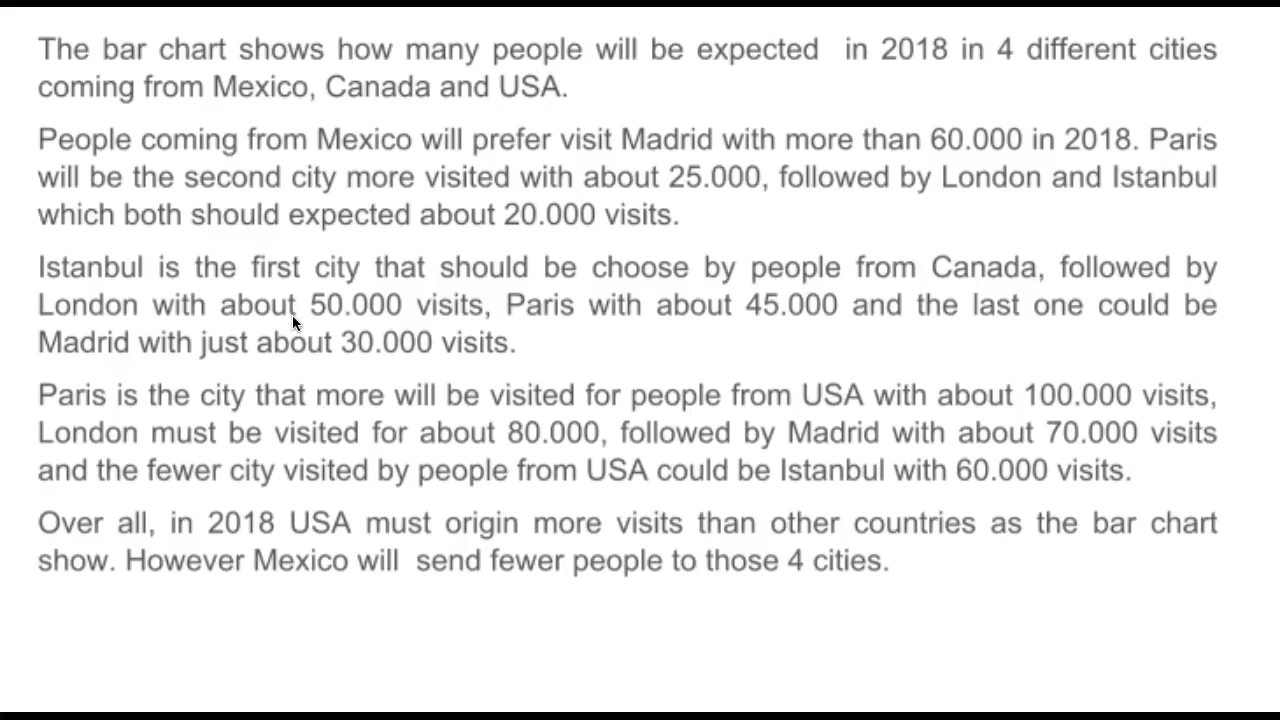 The bar chart shows how many people will be expected  in 2018 in 4 different cities
coming from Mexico, Canada and USA.
People coming from Mexico will prefer visit Madrid with more than 60.000 in 2018. Paris
will be the second city more visited with about 25.000, followed by London and Istanbul
which both should expected about 20.000 visits.
Istanbul is the first city that should be choose by people from Canada, followed by
London with about 50.000 visits, Paris with about 45.000 and the last one could be
Madrid with just about 30.000 visits.
Paris is the city that more will be visited for people from USA with about 100.000 visits,
London must be visited for about 80.000, followed by Madrid with about 70.000 visits
and the fewer city visited by people from USA could be Istanbul with 60.000 visits.
Over all, in 2018 USA must origin more visits than other countries as the bar chart
show. However Mexico will  send fewer people to those 4 cities.